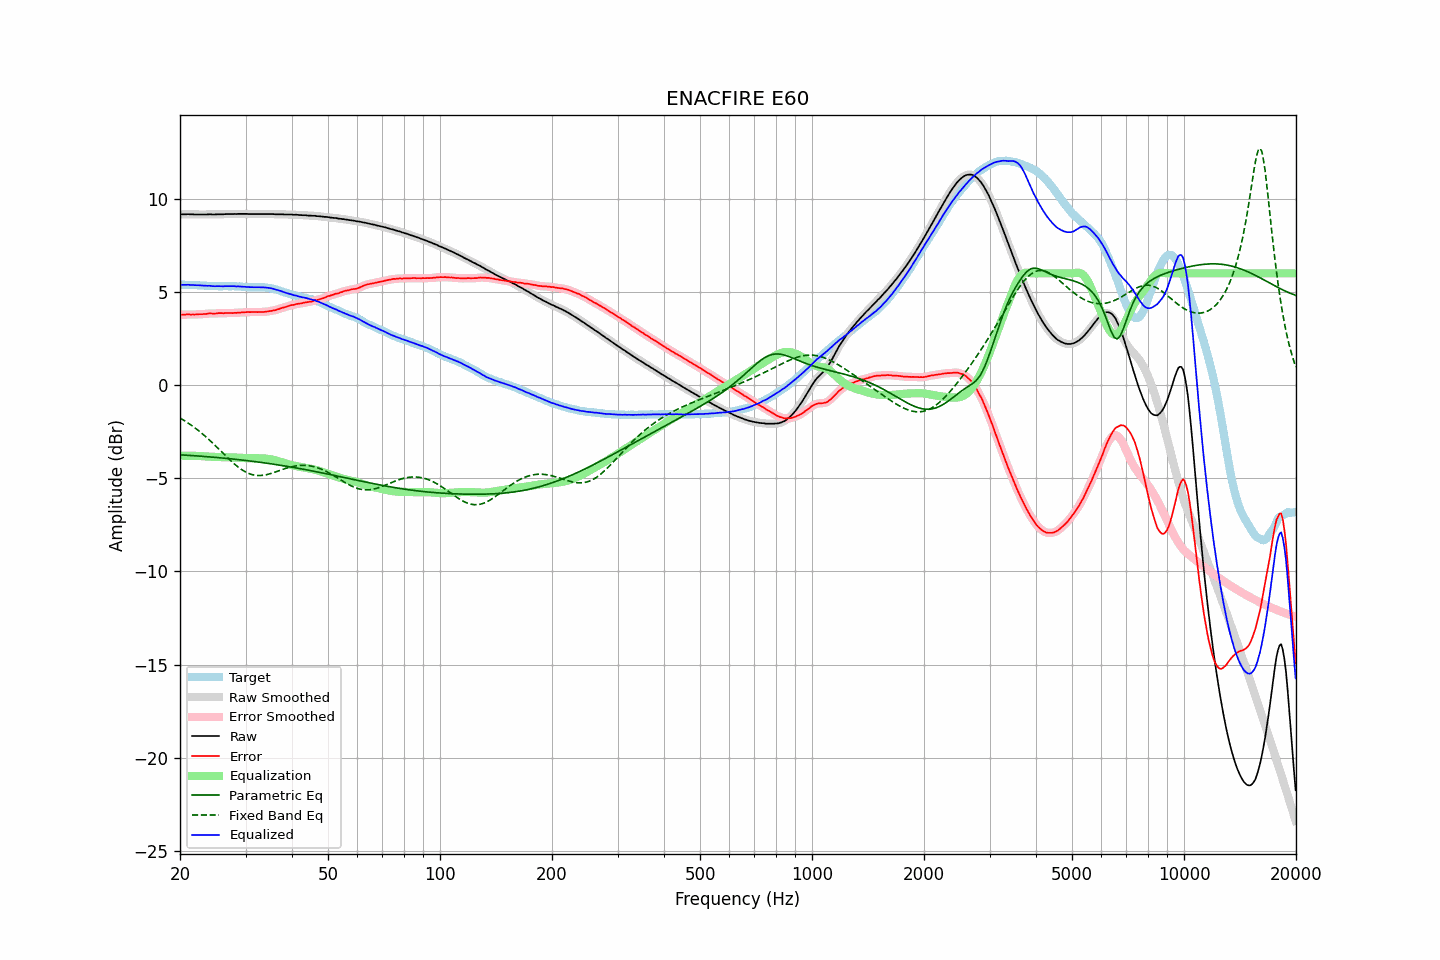 ENACFIRE E60
Amplitude (dBr)
10
5
0
−5
−10
−15
−20
−25
Target
Raw Smoothed
Error Smoothed
Raw
Error
Equalization
Parametric Eq
Fixed Band Eq
Equalized
20 50 100 200 500 1000 2000 5000 10000 20000
Frequency (Hz)